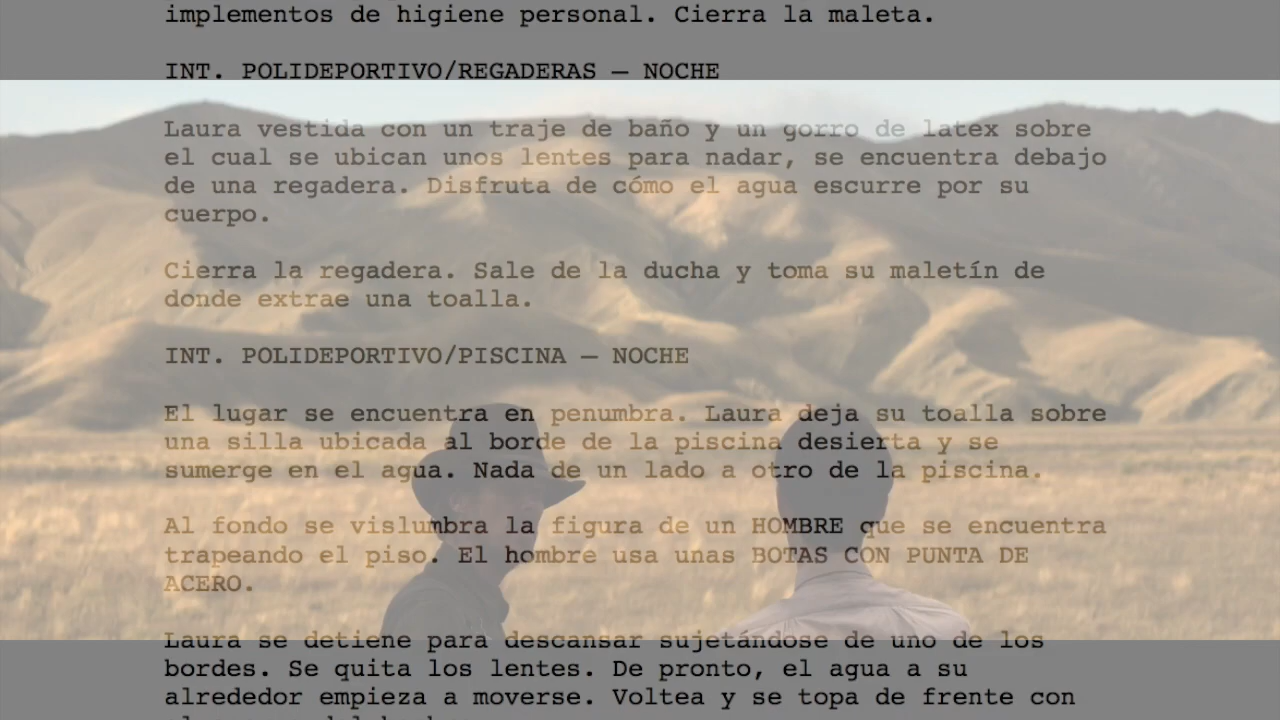 implementos de higiene personal. Cierra la maleta.
INT. POLIDEPORTIVO/REGADERAS — NOCHE
Laura vestida con un traje de baño y un gorro de latex sobre
el cual se ubican unos lentes para nadar, se encuentra debajo
de una regadera. Disfruta de cómo el agua escurre por su
cuerpo.
Cierra la regadera. Sale de la ducha y toma su maletín de
donde extrae una toalla.
INT. POLIDEPORTIVO/PISCINA — NOCHE
El lugar se encuentra en penumbra. Laura deja su toalla sobre
una silla ubicada al borde de la piscina desierta y se
sumerge en el agua. Nada de un lado a otro de la piscina.
Al fondo se vislumbra la figura de un HOMBRE que se encuentra
trapeando el piso. El hombre usa unas BOTAS CON PUNTA DE
ACERO.
Laura se detiene para descansar sujetándose de uno de los
bordes. Se quita los lentes. De pronto, el agua a su
alrededor empieza a moverse. Voltea y se topa de frente con